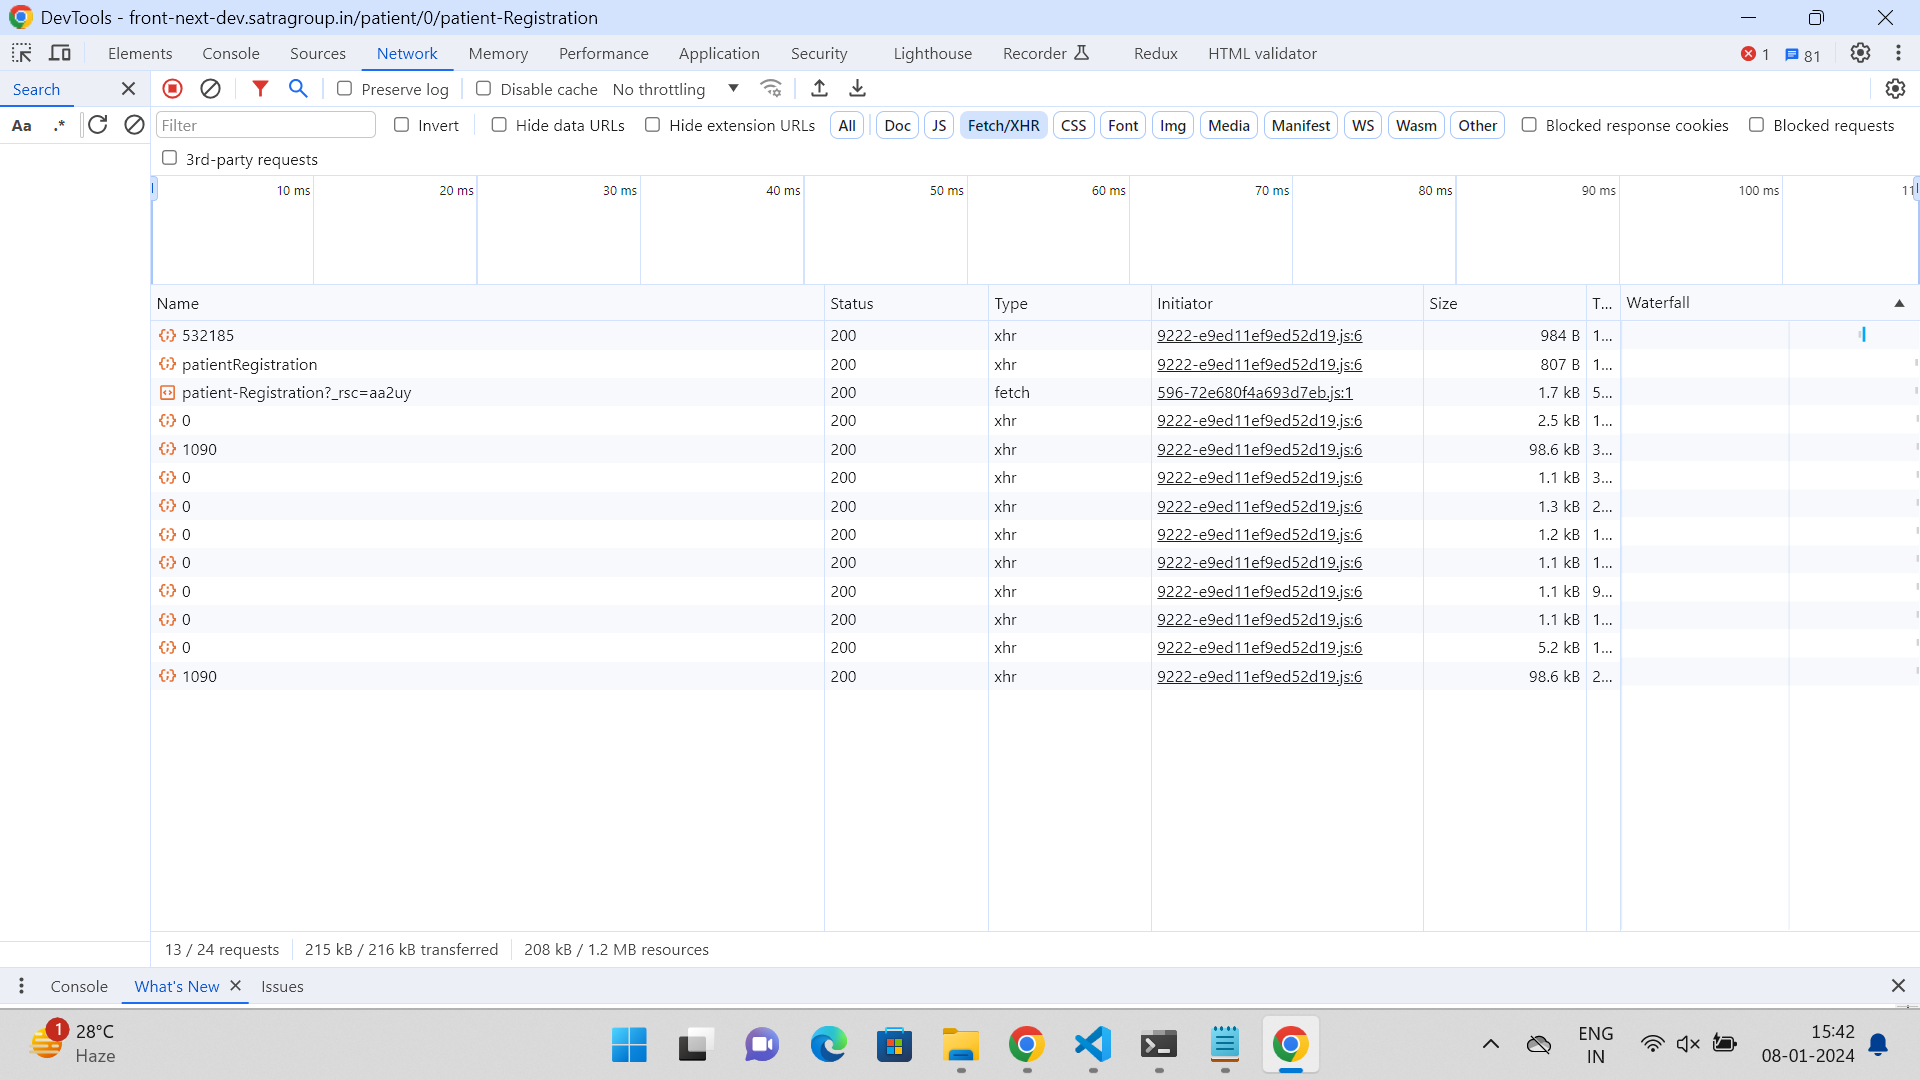 DevTools - front-next-dev.satragroup.in/patient/0/patient-Registration
Elements Console Sources Network Memory Performance Application Security Lighthouse Recorder Redux HTML validator 1 81
Search Preserve log Disable cache No throttling
Aa .* Filter Invert Hide data URLs Hide extension URLs All Doc JS Fetch/XHR CSS Font Img Media Manifest WS Wasm Other Blocked response cookies Blocked requests
3rd-party requests
10 ms 20 ms 30 ms 40 ms 50 ms 60 ms 70 ms 80 ms 90 ms 100 ms 11
Name Status Type Initiator Size T... Waterfall
532185 200 xhr 9222-e9ed11ef9ed52d19.js:6 984 B 1...
patientRegistration 200 xhr 9222-e9ed11ef9ed52d19.js:6 807 B 1...
patient-Registration?_rsc=aa2uy 200 fetch 596-72e680f4a693d7eb.js:1 1.7 kB 5...
0 200 xhr 9222-e9ed11ef9ed52d19.js:6 2.5 kB 1...
1090 200 xhr 9222-e9ed11ef9ed52d19.js:6 98.6 kB 3...
0 200 xhr 9222-e9ed11ef9ed52d19.js:6 1.1 kB 3...
0 200 xhr 9222-e9ed11ef9ed52d19.js:6 1.3 kB 2...
0 200 xhr 9222-e9ed11ef9ed52d19.js:6 1.2 kB 1...
0 200 xhr 9222-e9ed11ef9ed52d19.js:6 1.1 kB 1...
0 200 xhr 9222-e9ed11ef9ed52d19.js:6 1.1 kB 9...
0 200 xhr 9222-e9ed11ef9ed52d19.js:6 1.1 kB 1...
0 200 xhr 9222-e9ed11ef9ed52d19.js:6 5.2 kB 1...
1090 200 xhr 9222-e9ed11ef9ed52d19.js:6 98.6 kB 2...
13 / 24 requests 215 kB / 216 kB transferred 208 kB / 1.2 MB resources
Console What's New Issues
1 28°C ENG 15:42
Haze IN 08-01-2024